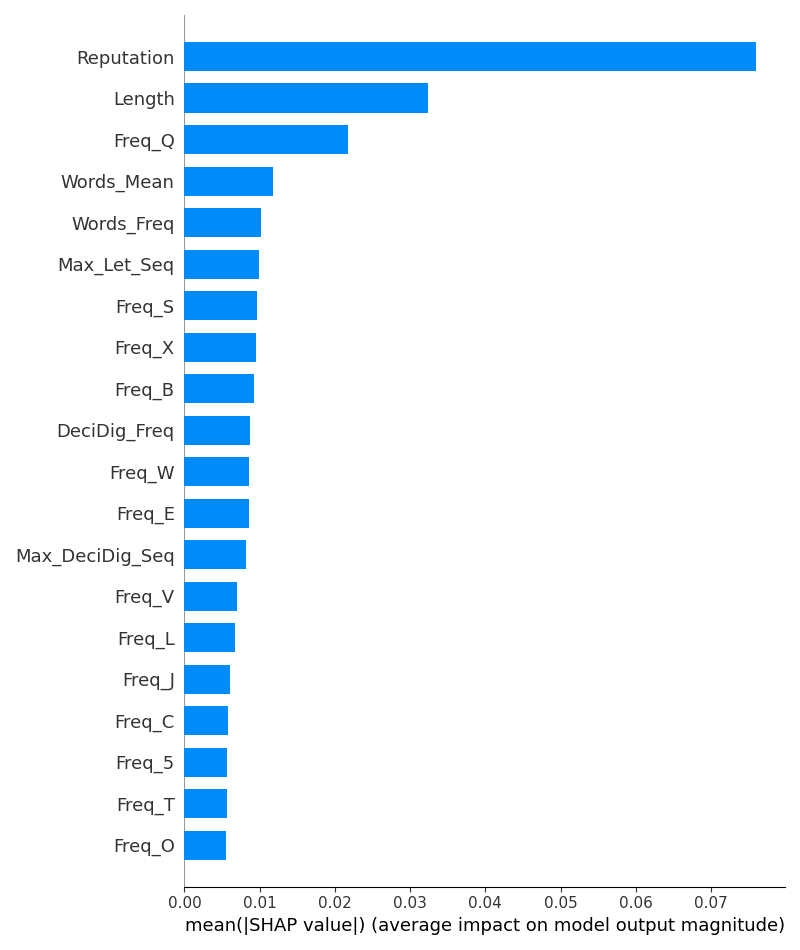 Reputation
Length
Freq_Q
Words_Mean
Words_Freq
Max_Let_Seq
Freq_S
Freq_X
Freq_B
DeciDig_Freq
Freq_W
Freq_E
Max_DeciDig_Seq
Freq_V
Freq_L
Freq_J
Freq_C
Freq_5
Freq_T
Freq_O
0.00 0.01 0.02 0.03 0.04 0.05 0.06 0.07
mean(|SHAP value|) (average impact on model output magnitude)